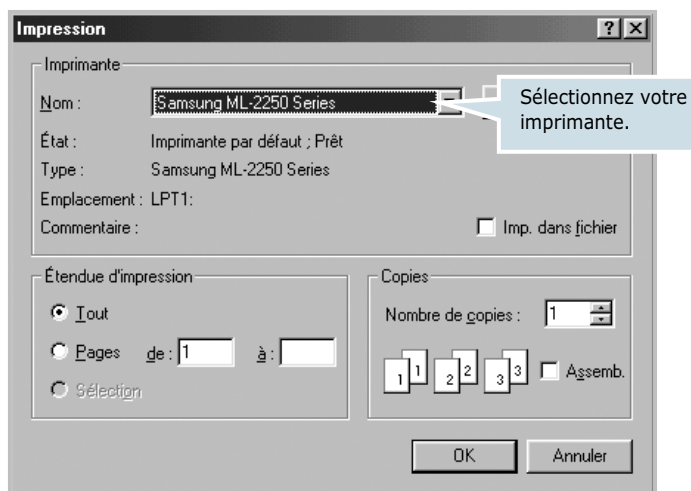 Impression
Imprimante
Nom : Samsung ML-2250 Series
Sélectionnez votre
imprimante.
État : Imprimante par défaut ; Prêt
Type : Samsung ML-2250 Series
Emplacement : LPT1:
Commentaire : Imp. dans fichier
Étendue d'impression
Tout
Pages de : 1 à :
Sélection
Copies
Nombre de copies : 1
1 1 2 2 3 3 Assemb.
OK Annuler